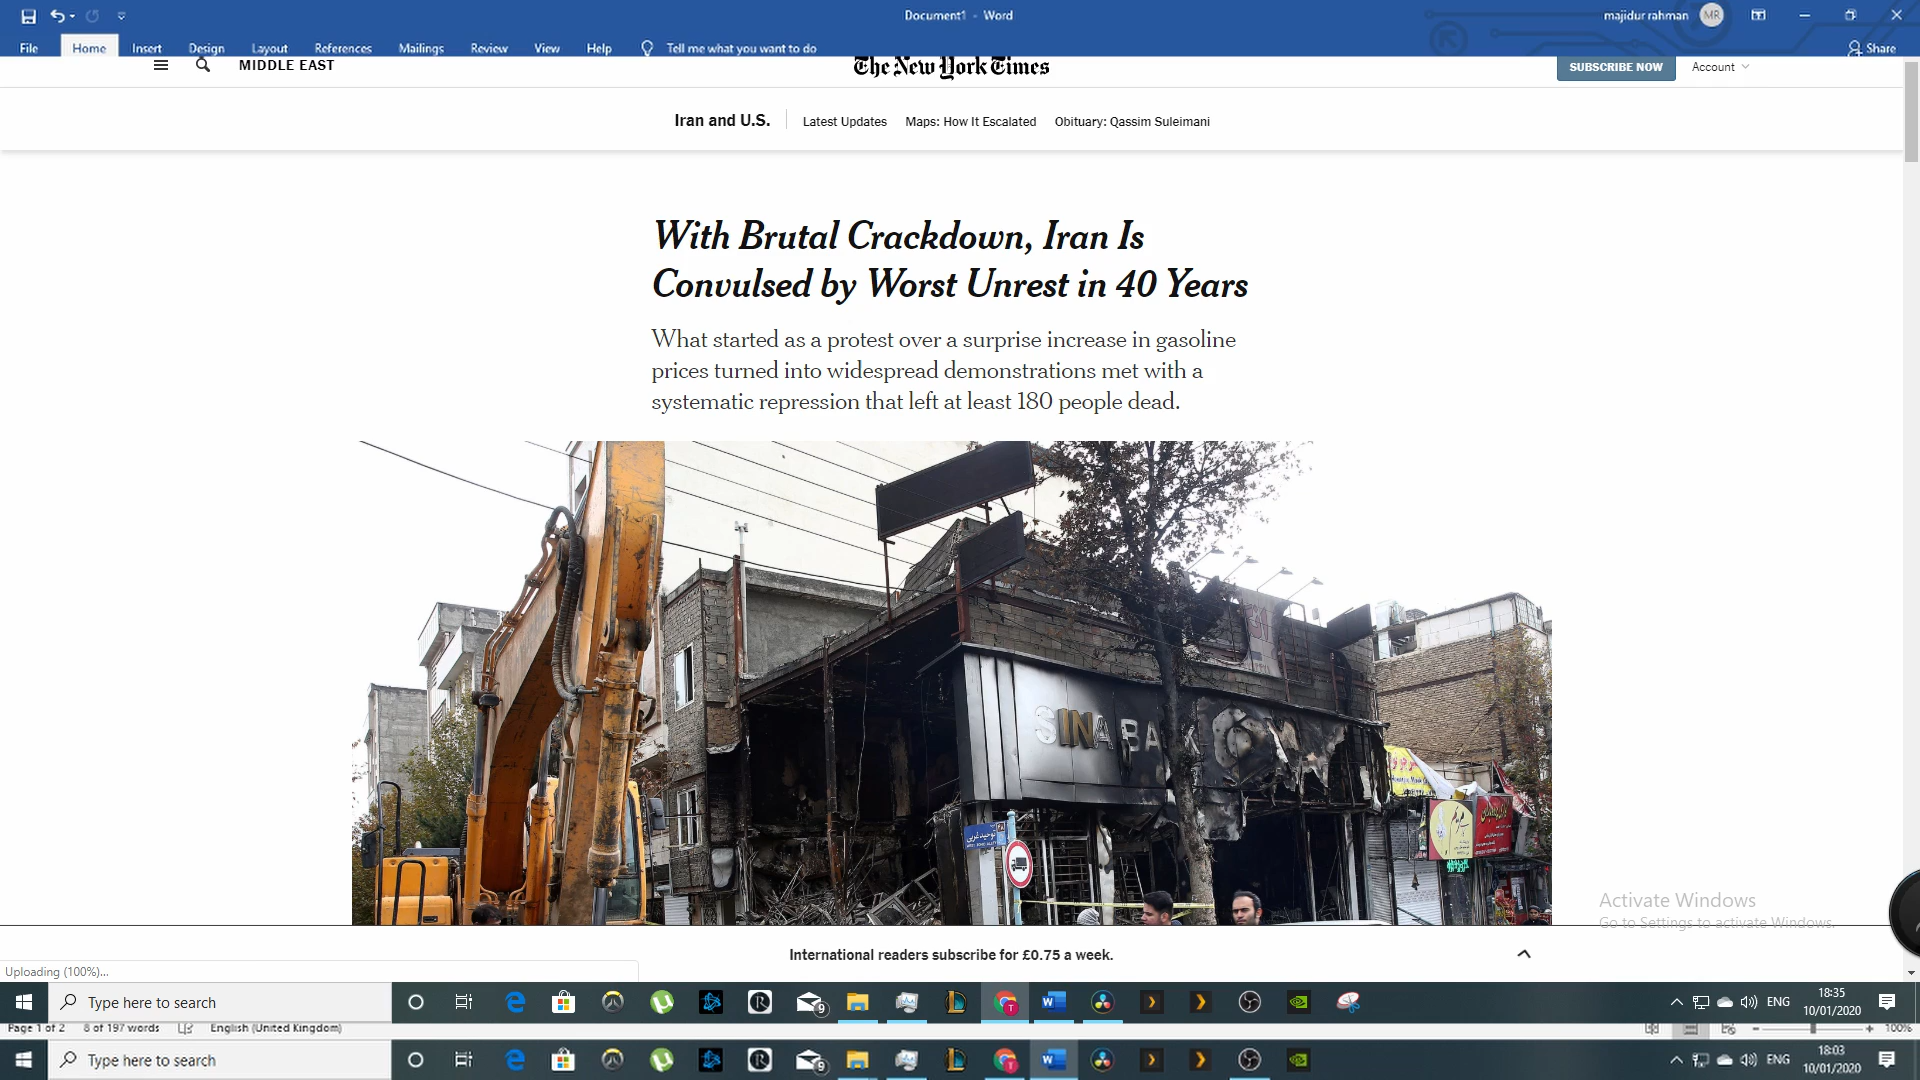 Document1 - Word
majidur rahman MR
File Home Insert Design Layout References Mailings Review View Help Tell me what you want to do Share
MIDDLE EAST The New York Times SUBSCRIBE NOW Account
Iran and U.S. Latest Updates Maps: How It Escalated Obituary: Qassim Suleimani
With Brutal Crackdown, Iran Is
Convulsed by Worst Unrest in 40 Years
What started as a protest over a surprise increase in gasoline
prices turned into widespread demonstrations met with a
systematic repression that left at least 180 people dead.
SINA BANK
توحید غربی
Activate Windows
Go to Settings to activate Windows.
International readers subscribe for £0.75 a week.
Uploading (100%)...
Type here to search 9 T ENG 18:35
10/01/2020
Page 1 of 2 8 of 197 words English (United Kingdom) 100%
Type here to search 9 T ENG 18:03
10/01/2020